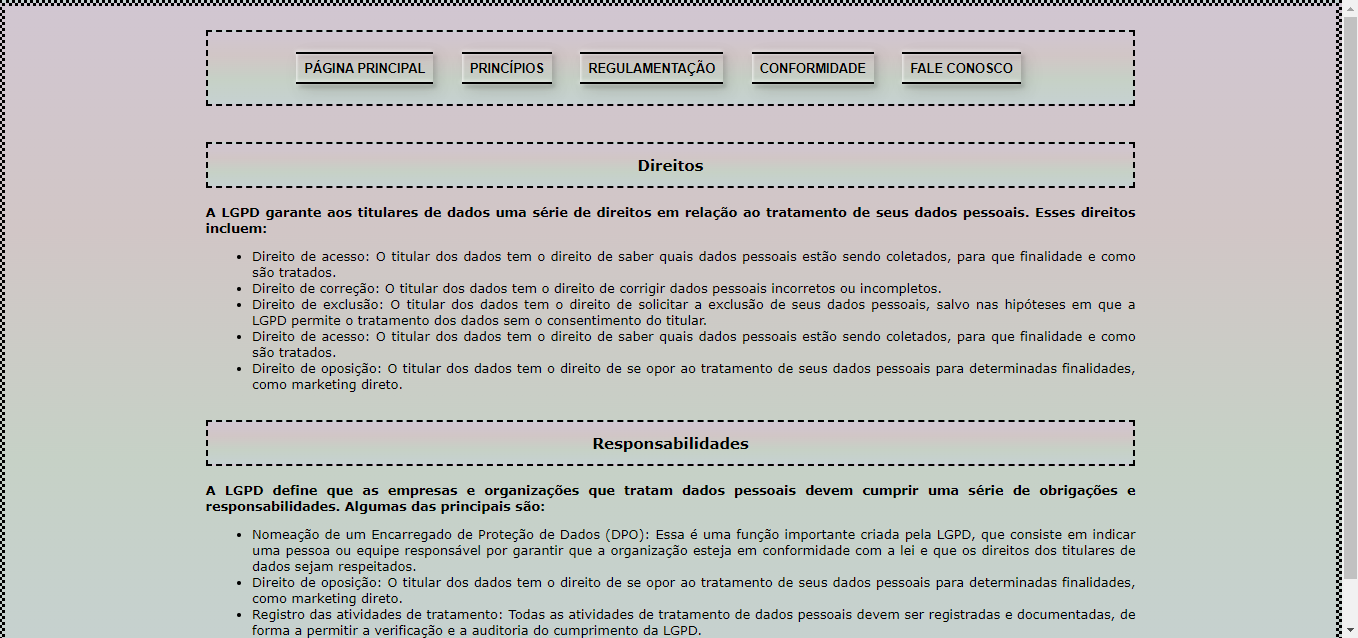 PÁGINA PRINCIPAL PRINCÍPIOS REGULAMENTAÇÃO CONFORMIDADE FALE CONOSCO
Direitos
A LGPD garante aos titulares de dados uma série de direitos em relação ao tratamento de seus dados pessoais. Esses direitos
incluem:
• Direito de acesso: O titular dos dados tem o direito de saber quais dados pessoais estão sendo coletados, para que finalidade e como
são tratados.
• Direito de correção: O titular dos dados tem o direito de corrigir dados pessoais incorretos ou incompletos.
• Direito de exclusão: O titular dos dados tem o direito de solicitar a exclusão de seus dados pessoais, salvo nas hipóteses em que a
LGPD permite o tratamento dos dados sem o consentimento do titular.
• Direito de acesso: O titular dos dados tem o direito de saber quais dados pessoais estão sendo coletados, para que finalidade e como
são tratados.
• Direito de oposição: O titular dos dados tem o direito de se opor ao tratamento de seus dados pessoais para determinadas finalidades,
como marketing direto.
Responsabilidades
A LGPD define que as empresas e organizações que tratam dados pessoais devem cumprir uma série de obrigações e
responsabilidades. Algumas das principais são:
• Nomeação de um Encarregado de Proteção de Dados (DPO): Essa é uma função importante criada pela LGPD, que consiste em indicar
uma pessoa ou equipe responsável por garantir que a organização esteja em conformidade com a lei e que os direitos dos titulares de
dados sejam respeitados.
• Direito de oposição: O titular dos dados tem o direito de se opor ao tratamento de seus dados pessoais para determinadas finalidades,
como marketing direto.
• Registro das atividades de tratamento: Todas as atividades de tratamento de dados pessoais devem ser registradas e documentadas, de
forma a permitir a verificação e a auditoria do cumprimento da LGPD.